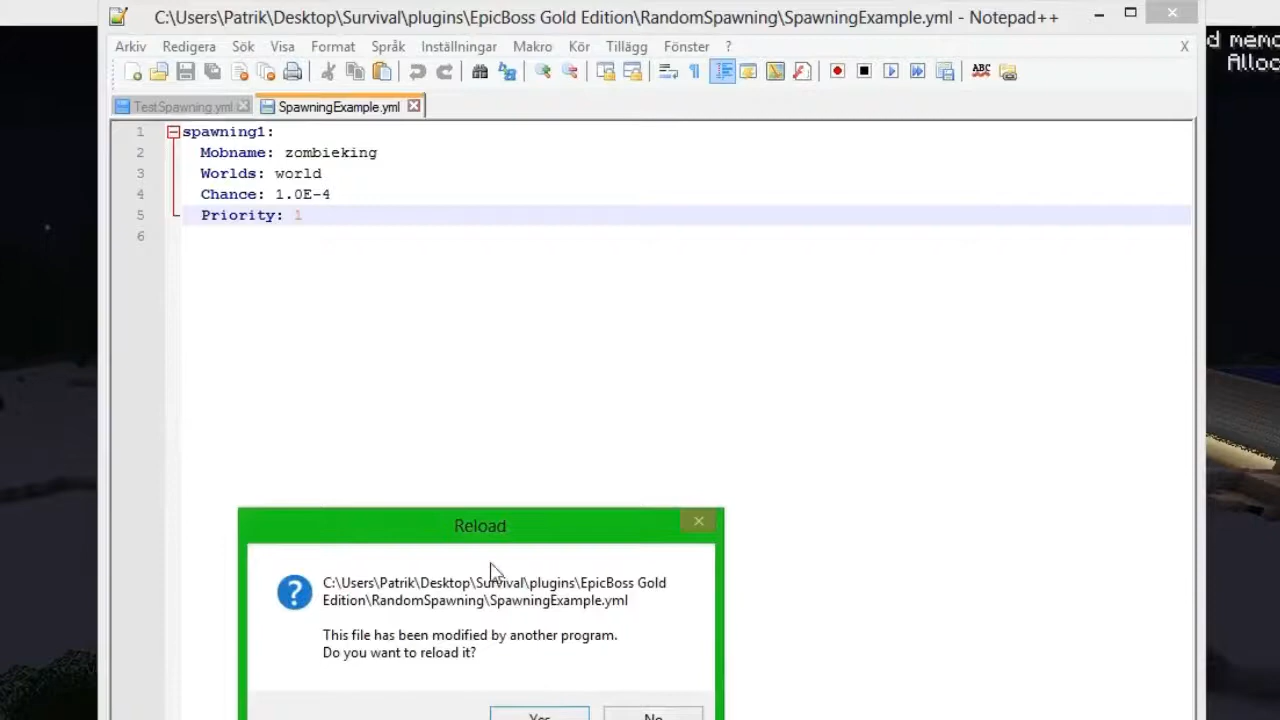 C:\Users\Patrik\Desktop\Survival\plugins\EpicBoss Gold Edition\RandomSpawning\SpawningExample.yml - Notepad++
Arkiv Redigera Sök Visa Format Språk Inställningar Makro Kör Tillägg Fönster ? X
d memo
Alloc
TestSpawning.yml SpawningExample.yml
1 spawning1:
2 Mobname: zombieking
3 Worlds: world
4 Chance: 1.0E-4
5 Priority: 1
6
Reload
C:\Users\Patrik\Desktop\Survival\plugins\EpicBoss Gold
Edition\RandomSpawning\SpawningExample.yml
This file has been modified by another program.
Do you want to reload it?
Yes No